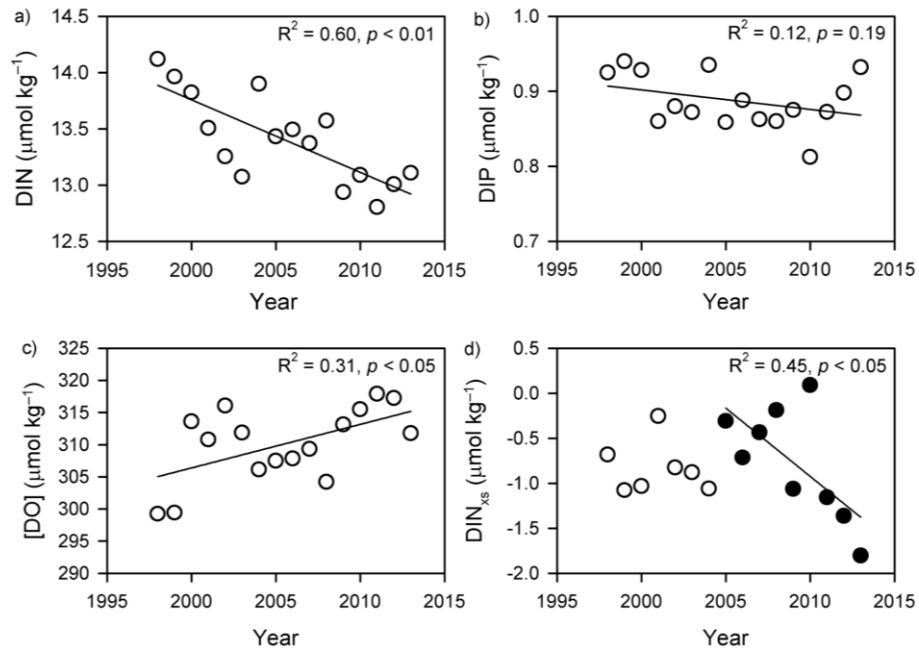 a)
R² = 0.60, p < 0.01
DIN (μmol kg⁻¹)
14.5
14.0
13.5
13.0
12.5
1995 2000 2005 2010 2015
Year
b)
R² = 0.12, p = 0.19
DIP (μmol kg⁻¹)
1.0
0.9
0.8
0.7
1995 2000 2005 2010 2015
Year
c)
R² = 0.31, p < 0.05
[DO] (μmol kg⁻¹)
325
320
315
310
305
300
295
290
1995 2000 2005 2010 2015
Year
d)
R² = 0.45, p < 0.05
DINₓₛ (μmol kg⁻¹)
0.5
0.0
-0.5
-1.0
-1.5
-2.0
1995 2000 2005 2010 2015
Year